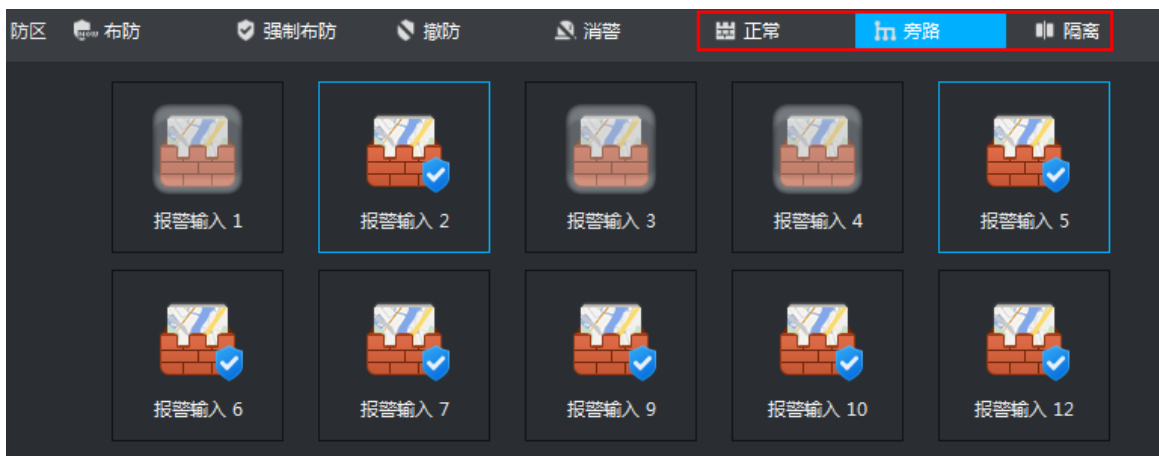 防区 布防 强制布防 撤防 消警 正常 旁路 隔离
报警输入 1 报警输入 2 报警输入 3 报警输入 4 报警输入 5
报警输入 6 报警输入 7 报警输入 9 报警输入 10 报警输入 12